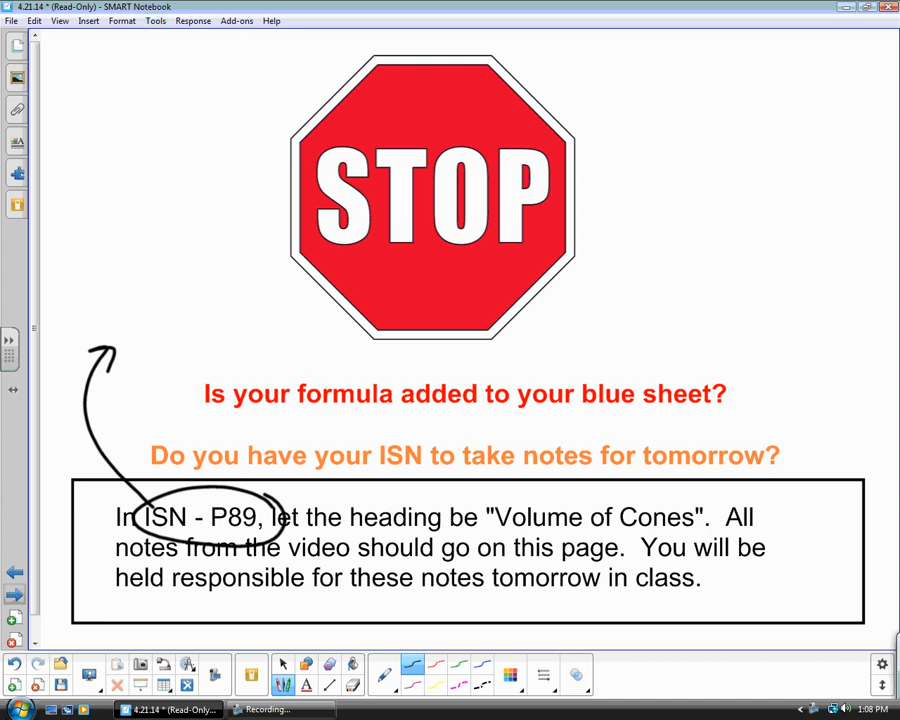 4.21.14 * (Read-Only) - SMART Notebook
File Edit View Insert Format Tools Response Add-ons Help
STOP
Is your formula added to your blue sheet?
Do you have your ISN to take notes for tomorrow?
In ISN - P89, let the heading be "Volume of Cones". All
notes from the video should go on this page. You will be
held responsible for these notes tomorrow in class.
4.21.14 * (Read-Only)...
Recording...
1:08 PM